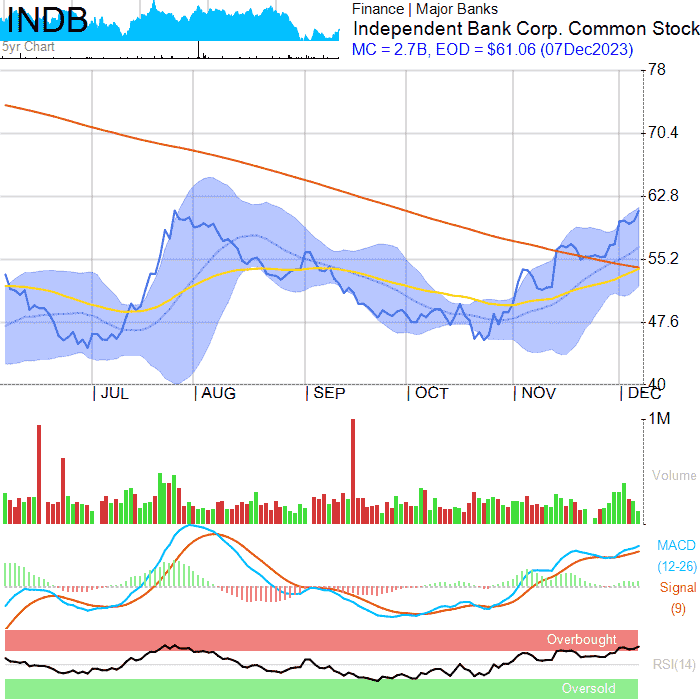 INDB
5yr Chart
Finance | Major Banks
Independent Bank Corp. Common Stock
MC = 2.7B, EOD = $61.06 (07Dec2023)
78
70.4
62.8
55.2
47.6
40
JUL AUG SEP OCT NOV DEC
1M
Volume
MACD
(12-26)
Signal
(9)
Overbought
RSI(14)
Oversold